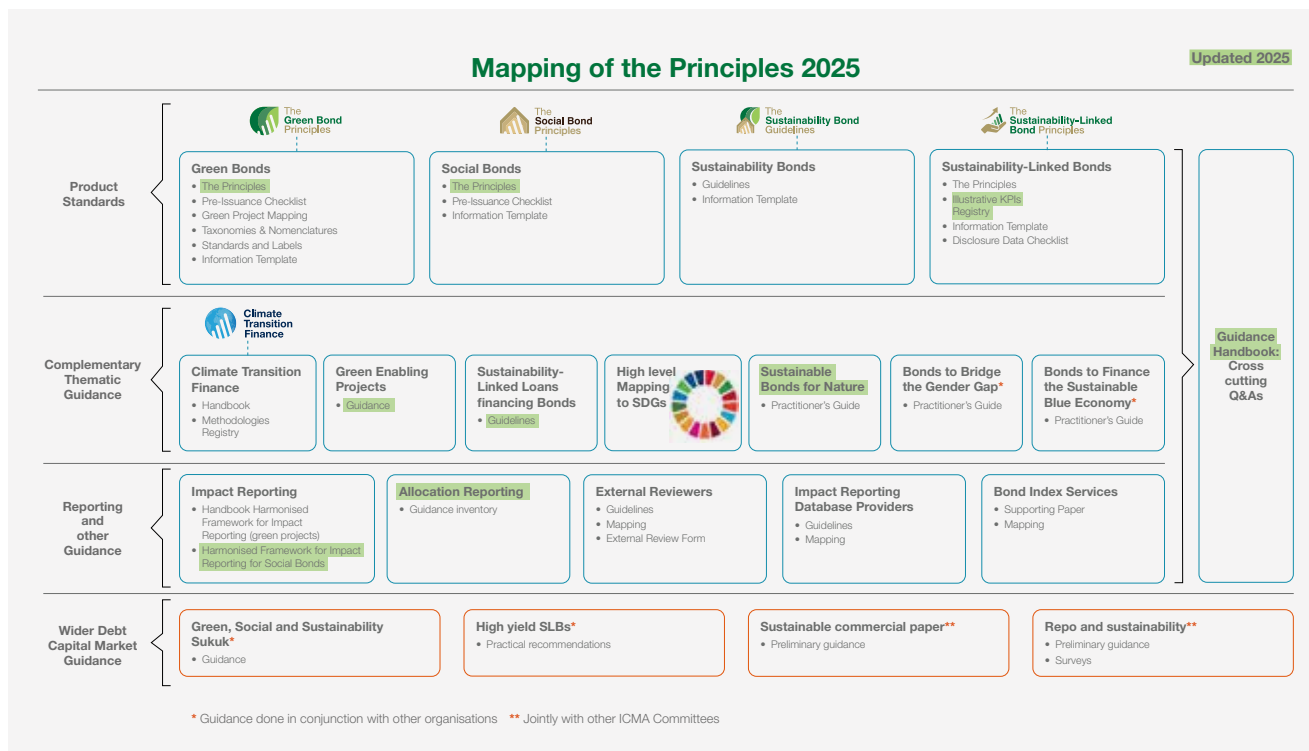 Mapping of the Principles 2025
Updated 2025
The
Green Bond
Principles
The
Social Bond
Principles
The
Sustainability Bond
Guidelines
The
Sustainability-Linked
Bond Principles
Product
Standards
Green Bonds
• The Principles
• Pre-Issuance Checklist
• Green Project Mapping
• Taxonomies & Nomenclatures
• Standards and Labels
• Information Template
Social Bonds
• The Principles
• Pre-Issuance Checklist
• Information Template
Sustainability Bonds
• Guidelines
• Information Template
Sustainability-Linked Bonds
• The Principles
• Illustrative KPIs
Registry
• Information Template
• Disclosure Data Checklist
Guidance
Handbook:
Cross
cutting
Q&As
Complementary
Thematic
Guidance
Climate
Transition
Finance
Climate Transition
Finance
• Handbook
• Methodologies
Registry
Green Enabling
Projects
• Guidance
Sustainability-
Linked Loans
financing Bonds
• Guidelines
High level
Mapping
to SDGs
Sustainable
Bonds for Nature
• Practitioner's Guide
Bonds to Bridge
the Gender Gap*
• Practitioner's Guide
Bonds to Finance
the Sustainable
Blue Economy*
• Practitioner's Guide
Reporting
and
other
Guidance
Impact Reporting
• Handbook Harmonised
Framework for Impact
Reporting (green projects)
• Harmonised Framework for Impact
Reporting for Social Bonds
Allocation Reporting
• Guidance inventory
External Reviewers
• Guidelines
• Mapping
• External Review Form
Impact Reporting
Database Providers
• Guidelines
• Mapping
Bond Index Services
• Supporting Paper
• Mapping
Wider Debt
Capital Market
Guidance
Green, Social and Sustainability
Sukuk*
• Guidance
High yield SLBs*
• Practical recommendations
Sustainable commercial paper**
• Preliminary guidance
Repo and sustainability**
• Preliminary guidance
• Surveys
* Guidance done in conjunction with other organisations ** Jointly with other ICMA Committees